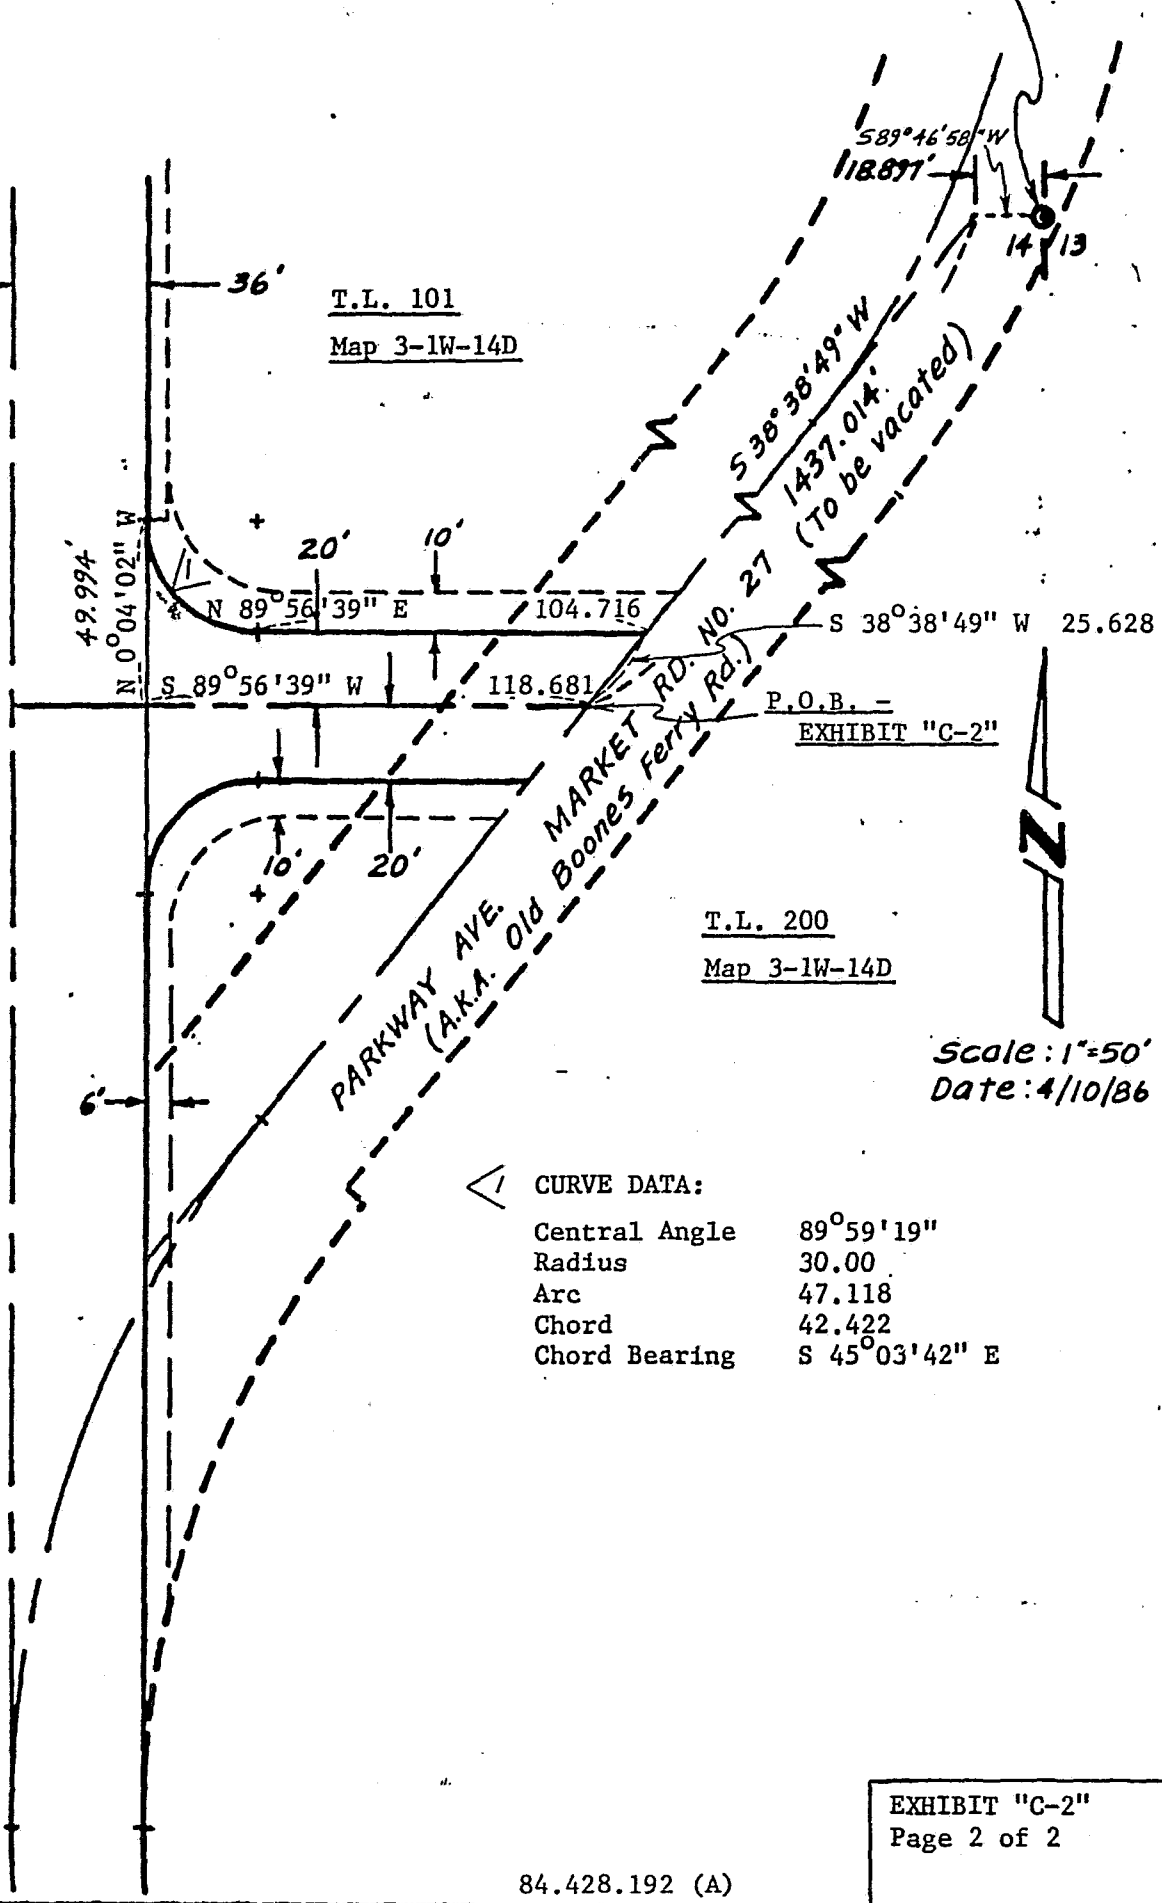 S89°46'58"W
18.897'
14 13
36'
T.L. 101
Map 3-1W-14D
S 38°38'49" W
1437.014'
(To be vacated)
49.994'
N 0°04'02" W
20'
10'
1
N 89°56'39" E 104.716
S 38°38'49" W 25.628
S 89°56'39" W 118.681
P.O.B. -
EXHIBIT "C-2"
PARKWAY AVE. MARKET RD. NO. 27
(A.K.A. Old Boones Ferry Rd.)
10'
20'
N
T.L. 200
Map 3-1W-14D
Scale: 1"=50'
Date: 4/10/86
6'
1 CURVE DATA:
Central Angle 89°59'19"
Radius 30.00
Arc 47.118
Chord 42.422
Chord Bearing S 45°03'42" E
EXHIBIT "C-2"
Page 2 of 2
84.428.192 (A)